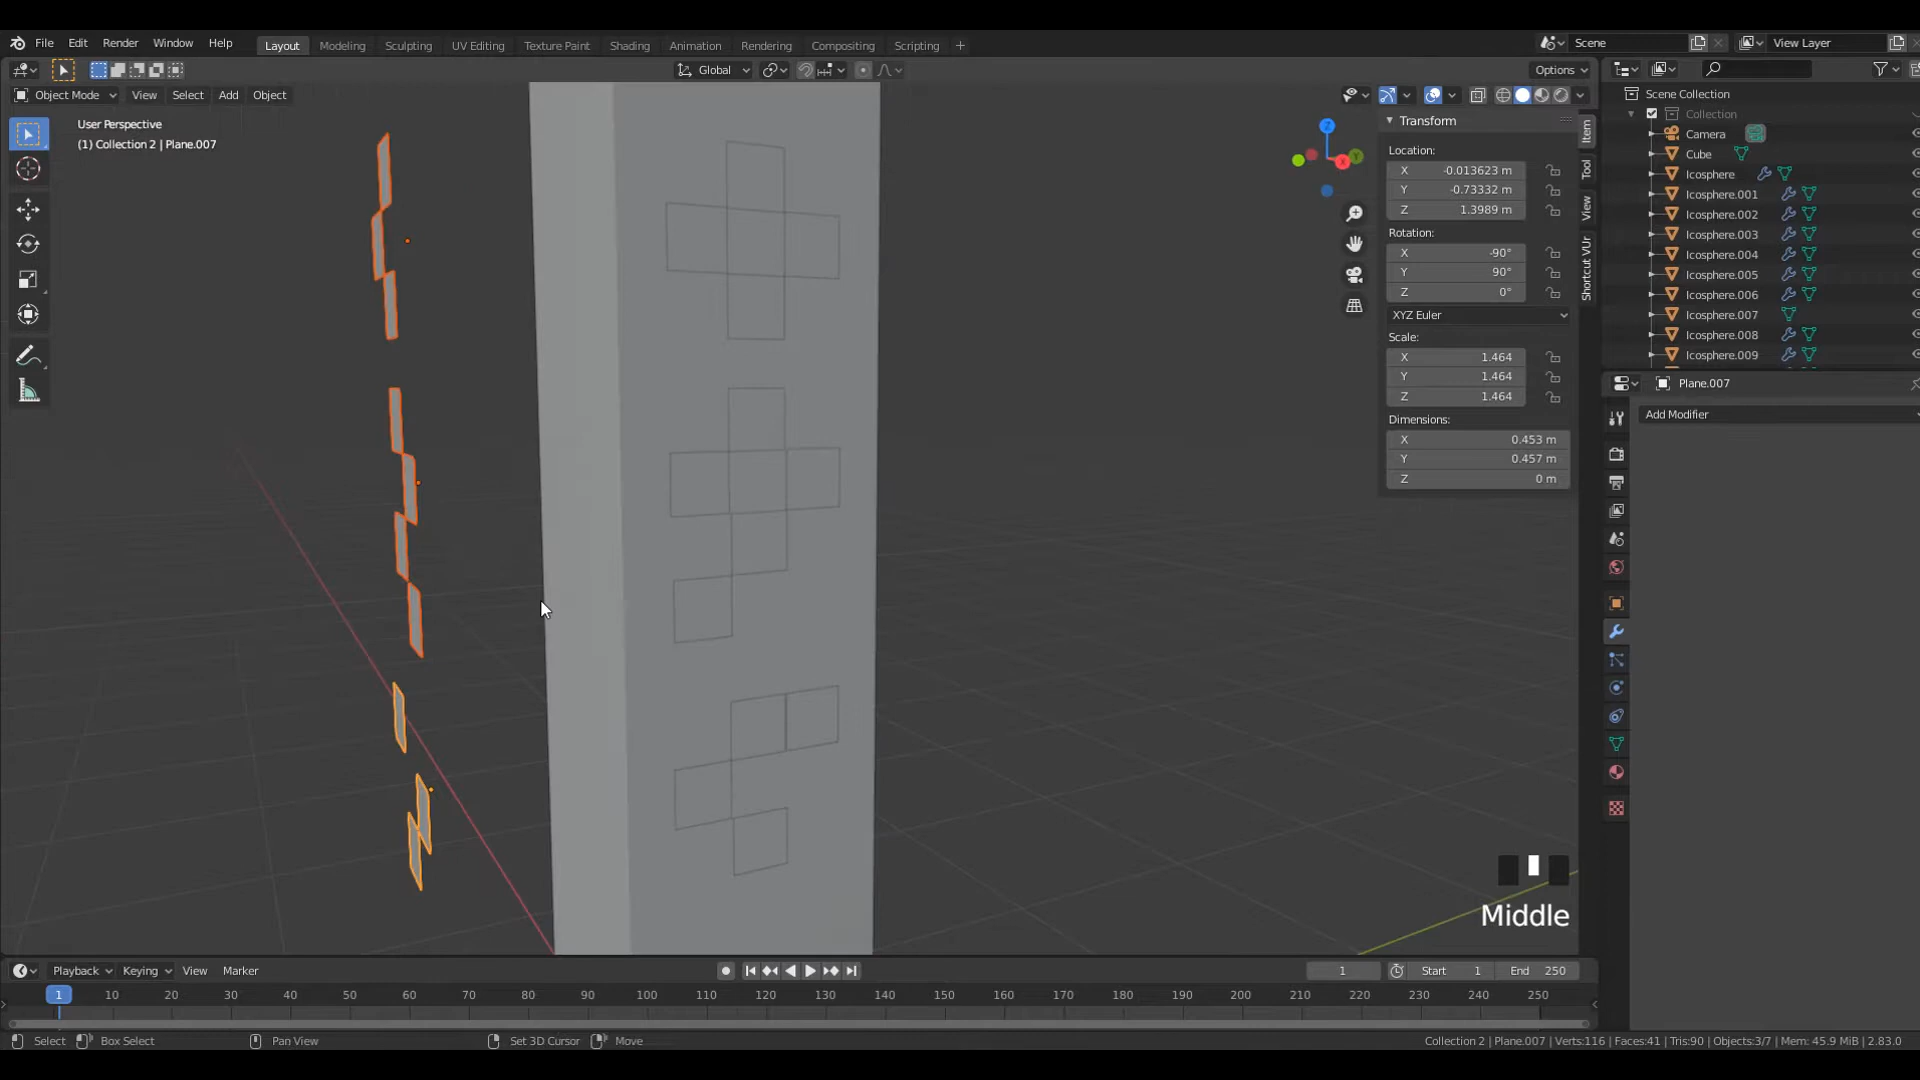 File Edit Render Window Help Layout Modeling Sculpting UV Editing Texture Paint Shading Animation Rendering Compositing Scripting + Scene View Layer
Global Options
Object Mode View Select Add Object
User Perspective
(1) Collection 2 | Plane.007
Transform
Location:
X -0.013623 m
Y -0.73332 m
Z 1.3989 m
Rotation:
X -90°
Y 90°
Z 0°
XYZ Euler
Scale:
X 1.464
Y 1.464
Z 1.464
Dimensions:
X 0.453 m
Y 0.457 m
Z 0 m
Item
Tool
View
Shortcut VUr
Z
X
Y
Scene Collection
Collection
Camera
Cube
Icosphere
Icosphere.001
Icosphere.002
Icosphere.003
Icosphere.004
Icosphere.005
Icosphere.006
Icosphere.007
Icosphere.008
Icosphere.009
Plane.007
Add Modifier
Middle
Playback Keying View Marker 1 Start 1 End 250
1 10 20 30 40 50 60 70 80 90 100 110 120 130 140 150 160 170 180 190 200 210 220 230 240 250
Select Box Select Pan View Set 3D Cursor Move Collection 2 | Plane.007 | Verts:116 | Faces:41 | Tris:90 | Objects:3/7 | Mem: 45.9 MiB | 2.83.0